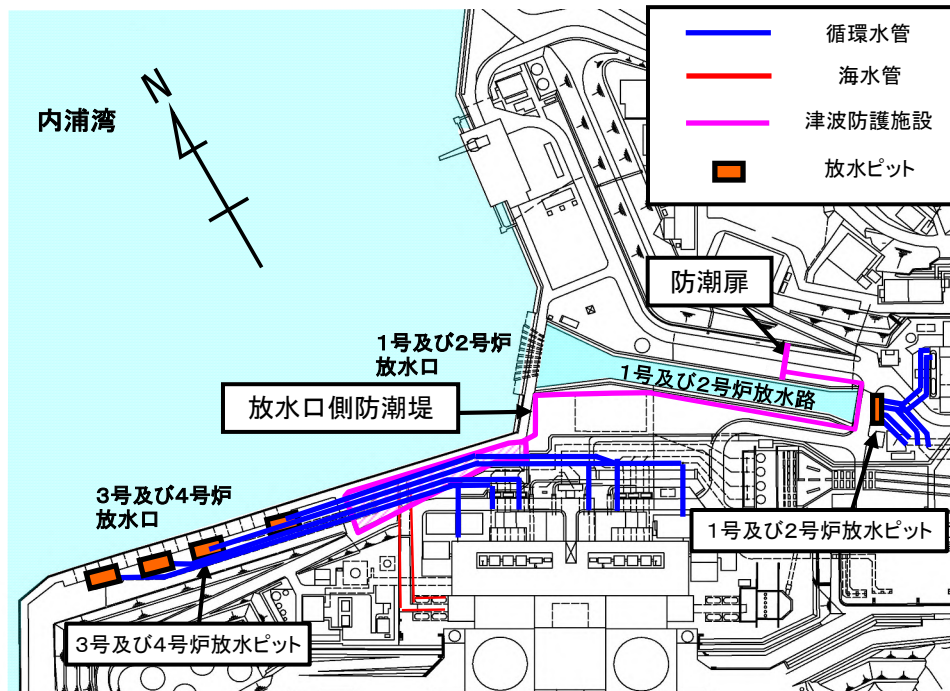 循環水管
海水管
津波防護施設
放水ピット
N
内浦湾
防潮扉
1号及び2号炉
放水口
1号及び2号炉放水路
放水口側防潮堤
3号及び4号炉
放水口
1号及び2号炉放水ピット
3号及び4号炉放水ピット